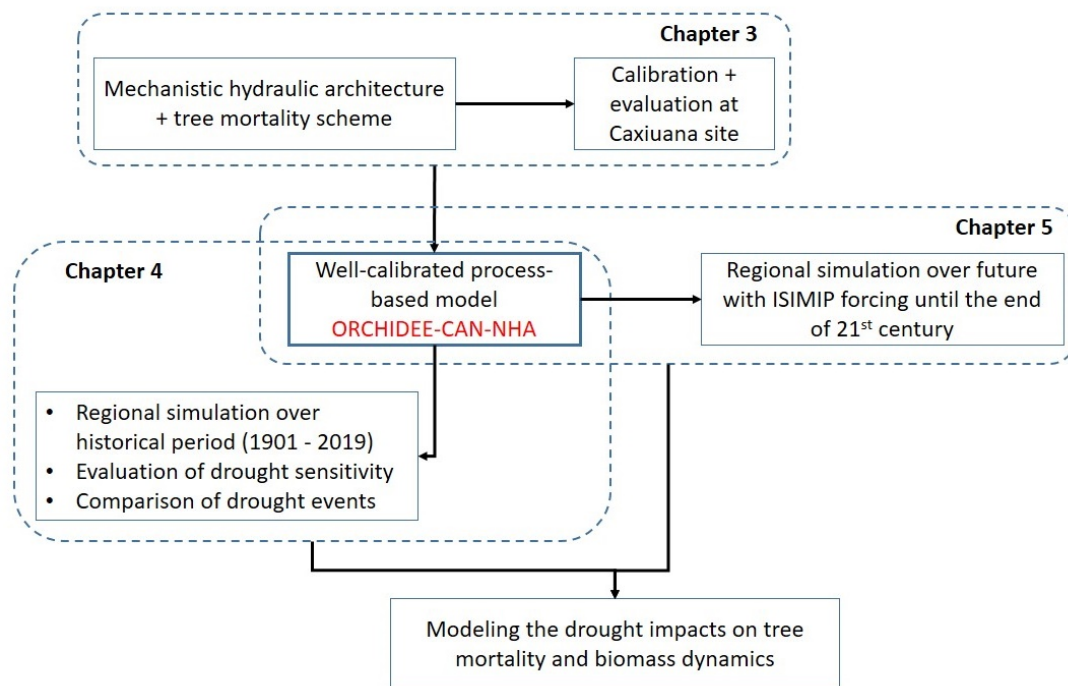 Chapter 3
Mechanistic hydraulic architecture
+ tree mortality scheme
Calibration +
evaluation at
Caxiuana site
Chapter 5
Chapter 4
Well-calibrated process-
based model
ORCHIDEE-CAN-NHA
Regional simulation over future
with ISIMIP forcing until the end
of 21st century
• Regional simulation over
historical period (1901 - 2019)
• Evaluation of drought sensitivity
• Comparison of drought events
Modeling the drought impacts on tree
mortality and biomass dynamics